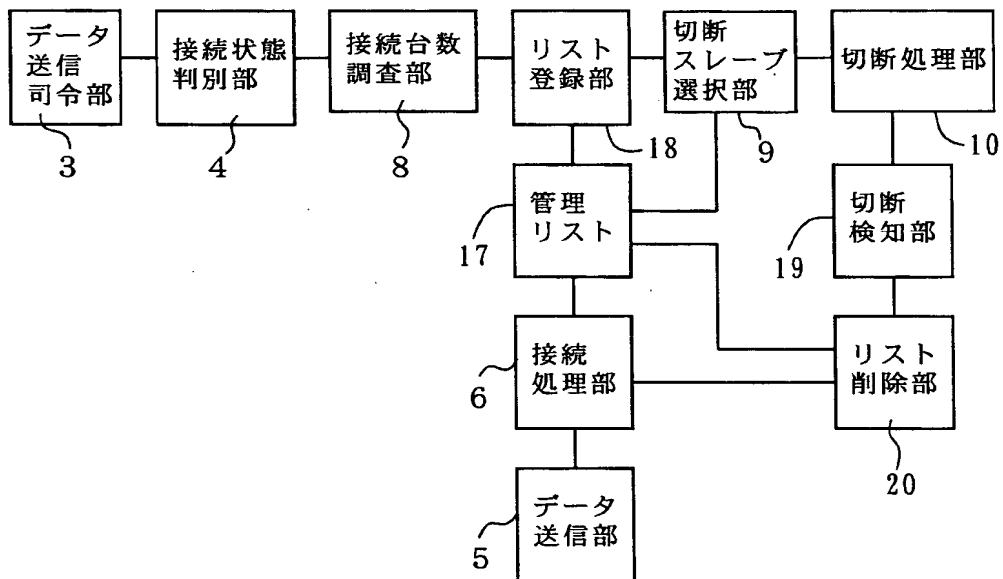 データ
送信
司令部
接続状態
判別部
接続台数
調査部
リスト
登録部
切断
スレーブ
選択部
切断処理部
3
4
8
18
9
10
管理
リスト
17
切断
検知部
19
接続
処理部
6
リスト
削除部
20
データ
送信部
5